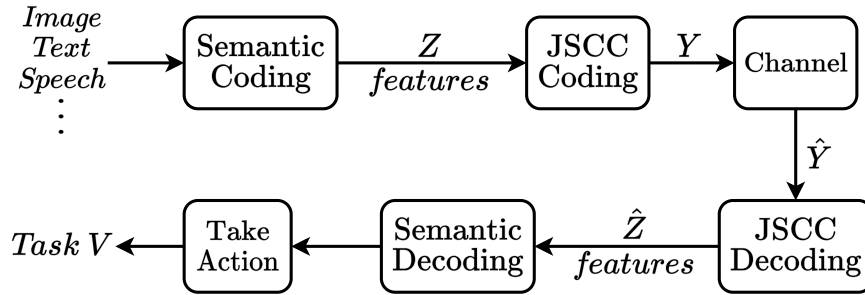 Image
Text
Speech
⋮
Semantic
Coding
Z
features
JSCC
Coding
Y
Channel
Ŷ
Task V
Take
Action
Semantic
Decoding
Ẑ
features
JSCC
Decoding